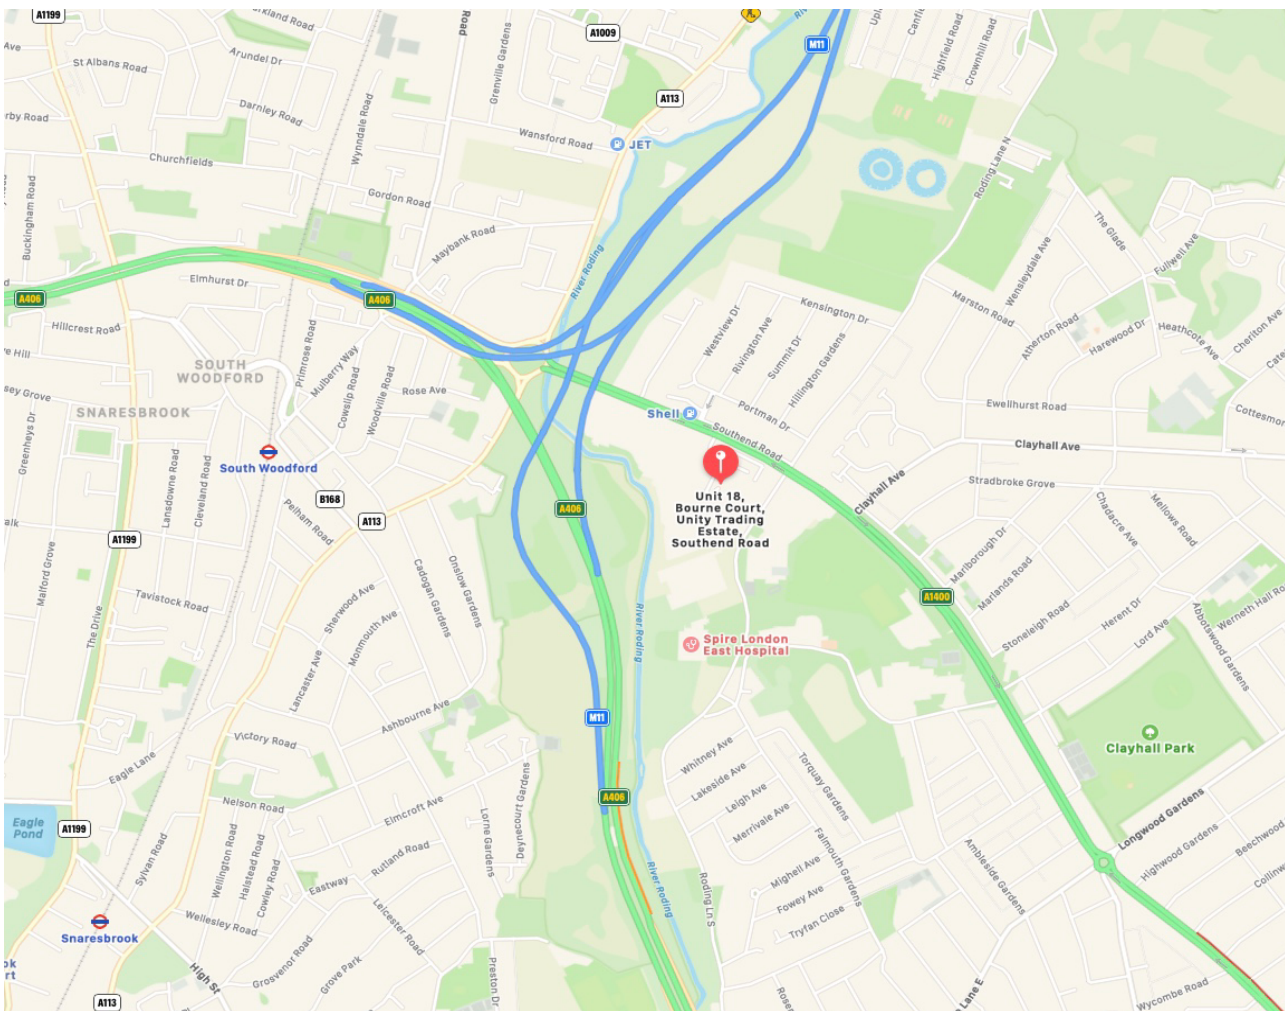 A1199
Arundel Dr
St Albans Road
Darnley Road
Churchfields
Buckingham Road
Wynndale Road
Road
Grenville Gardens
A1009
A113
Wansford Road
JET
Gordon Road
Maybank Road
River Roding
M11
Highfield Road
Crownhill Road
Roding Lane N
The Glade
Fullwell Ave
Wensleydale Ave
Marston Road
Atherton Road
Harewood Dr
Heathcote Ave
Cheriton Ave
Kensington Dr
Westview Dr
Rivington Ave
Summit Dr
Hillington Gardens
Portman Dr
Ewellhurst Road
Cottesmor
Clayhall Ave
Stradbroke Grove
Clayhall Ave
Chadacre Ave
Mellows Road
Southend Road
Shell
Unit 18,
Bourne Court,
Unity Trading
Estate,
Southend Road
A406
Elmhurst Dr
A406
Hillcrest Road
SOUTH
WOODFORD
SNARESBROOK
Primrose Road
Mulberry Way
Cowslip Road
Woodville Road
Rose Ave
Greenheys Dr
South Woodford
Lansdowne Road
Cleveland Road
Pelham Road
B168
A113
A1199
Malford Grove
The Drive
Tavistock Road
Sherwood Ave
Monmouth Ave
Lancaster Ave
Cadogan Gardens
Onslow Gardens
A406
River Roding
Spire London
East Hospital
Marlborough Dr
Marlands Road
A1400
Stoneleigh Road
Herent Dr
Lord Ave
Abbotswood Gardens
Werneth Hall Ro
Clayhall Park
Longwood Gardens
Highwood Gardens
Beechwood
Collinw
Ashbourne Ave
Victory Road
Eagle Lane
M11
A406
Whitney Ave
Lakeside Ave
Leigh Ave
Merrivale Ave
Torquay Gardens
Falmouth Gardens
Mighell Ave
Fowey Ave
Tryfan Close
Ambleside Gardens
Roding Ln S
River Roding
Eagle
Pond
A1199
Nelson Road
Elmcroft Ave
Rutland Road
Lorne Gardens
Deynecourt Gardens
Sylvan Road
Wellington Road
Halstead Road
Cowley Road
Eastway
Leicester Road
Wellesley Road
Snaresbrook
High St
Grosvenor Road
Grove Park
Preston Dr
A113
Lane E
Wycombe Road